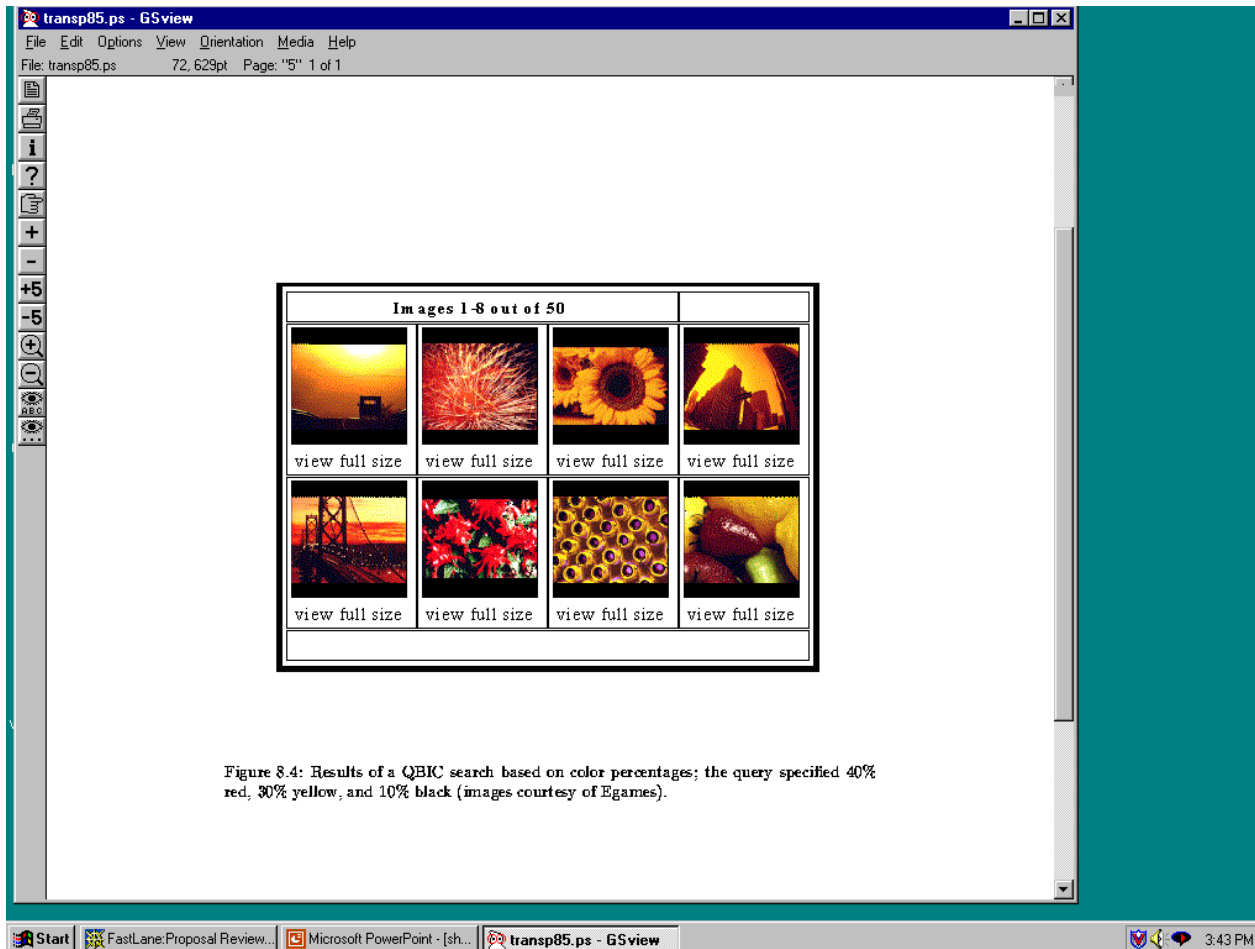 transp85.ps - GSview
File Edit Options View Orientation Media Help
File: transp85.ps 72, 629pt Page: "5" 1 of 1
i
?
+
-
+5
-5
ABC
Images 1-8 out of 50
view full size view full size view full size view full size
view full size view full size view full size view full size
Figure 8.4: Results of a QBIC search based on color percentages; the query specified 40%
red, 30% yellow, and 10% black (images courtesy of Egames).
Start FastLane:Proposal Review... Microsoft PowerPoint - [sh... transp85.ps - GSview 3:43 PM